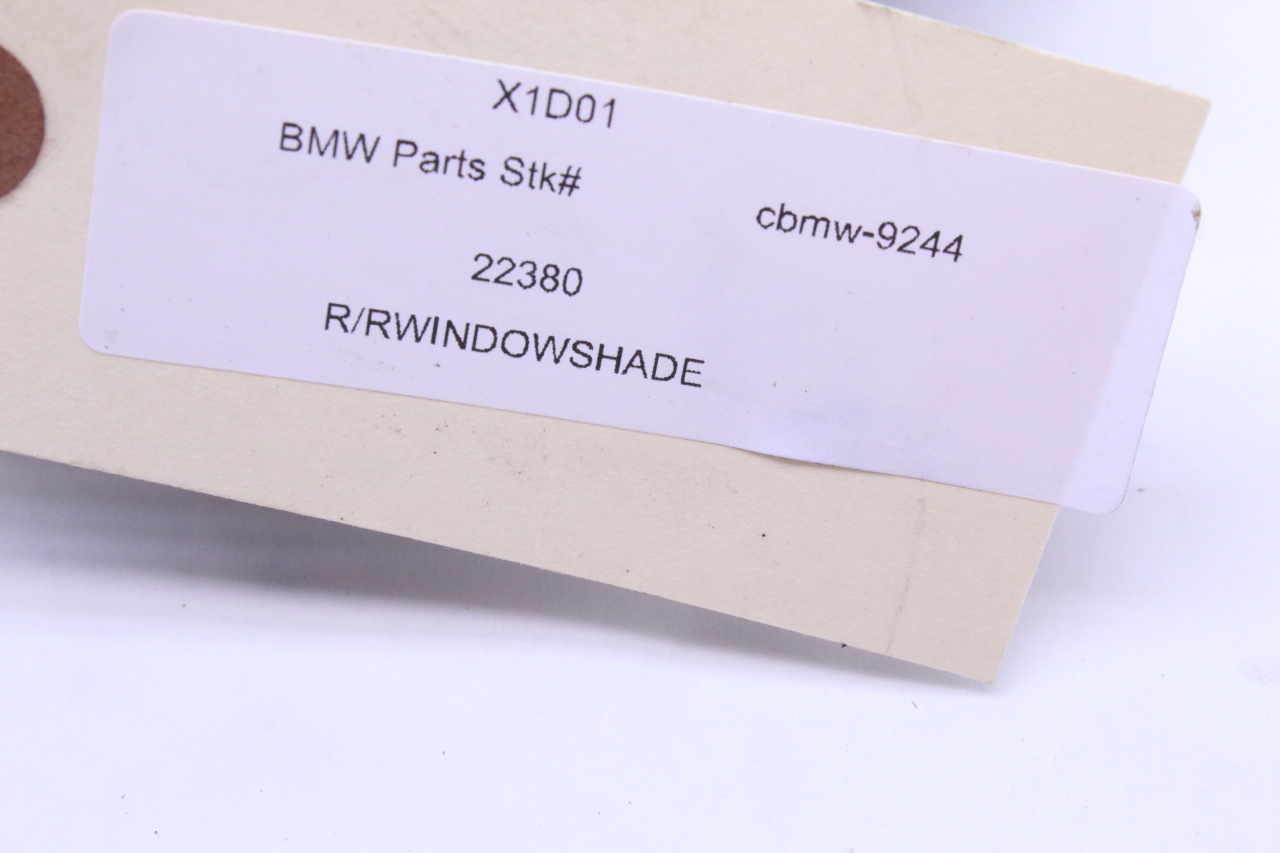 X1D01
BMW Parts Stk#
cbmw-9244
22380
R/RWINDOWSHADE